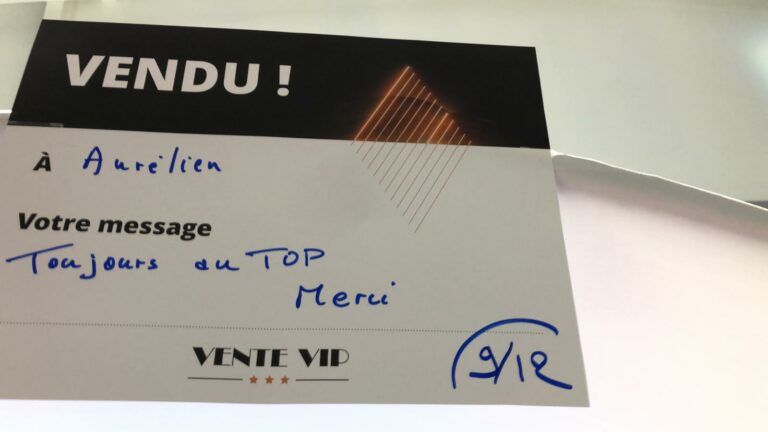 VENDU !
À Aurélien
Votre message
Toujours au TOP
Merci
VENTE VIP
9/12